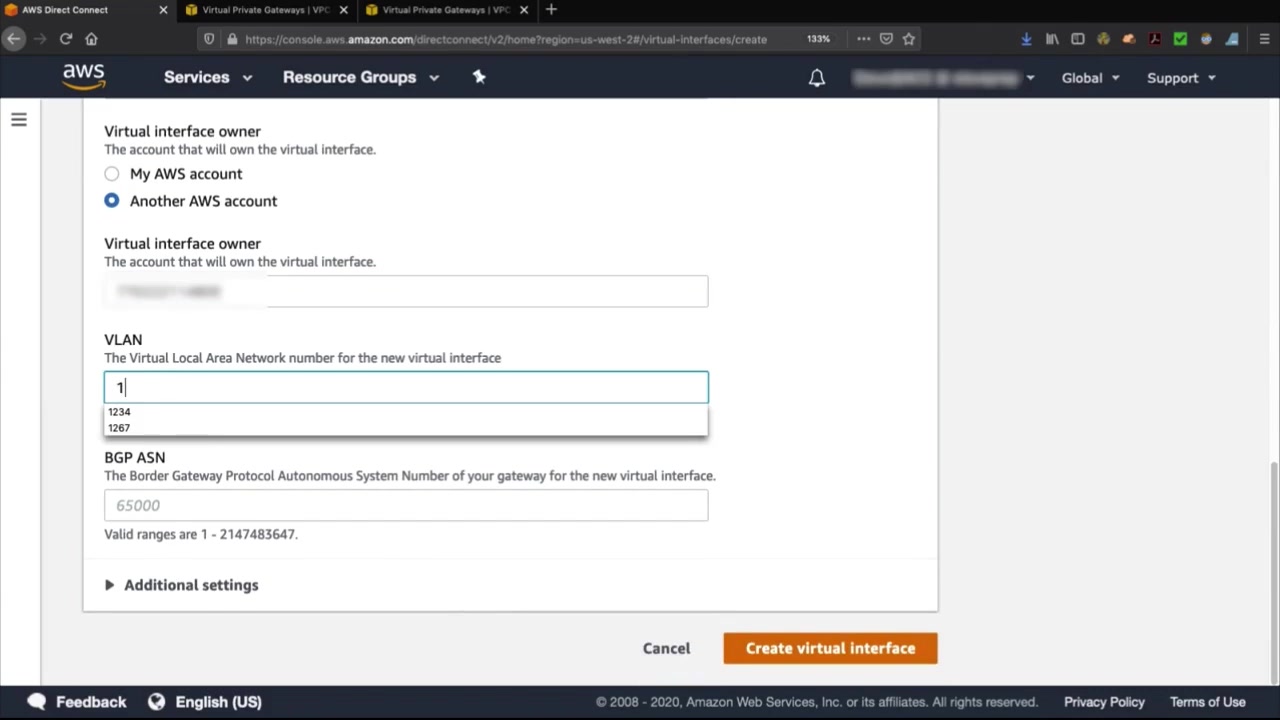 AWS Direct Connect
Virtual Private Gateways | VPC
Virtual Private Gateways | VPC
https://console.aws.amazon.com/directconnect/v2/home?region=us-west-2#/virtual-interfaces/create
133%
aws
Services
Resource Groups
Global
Support
Virtual interface owner
The account that will own the virtual interface.
My AWS account
Another AWS account
Virtual interface owner
The account that will own the virtual interface.
VLAN
The Virtual Local Area Network number for the new virtual interface
1
1234
1267
BGP ASN
The Border Gateway Protocol Autonomous System Number of your gateway for the new virtual interface.
65000
Valid ranges are 1 - 2147483647.
Additional settings
Cancel
Create virtual interface
Feedback
English (US)
© 2008 - 2020, Amazon Web Services, Inc. or its affiliates. All rights reserved.
Privacy Policy
Terms of Use